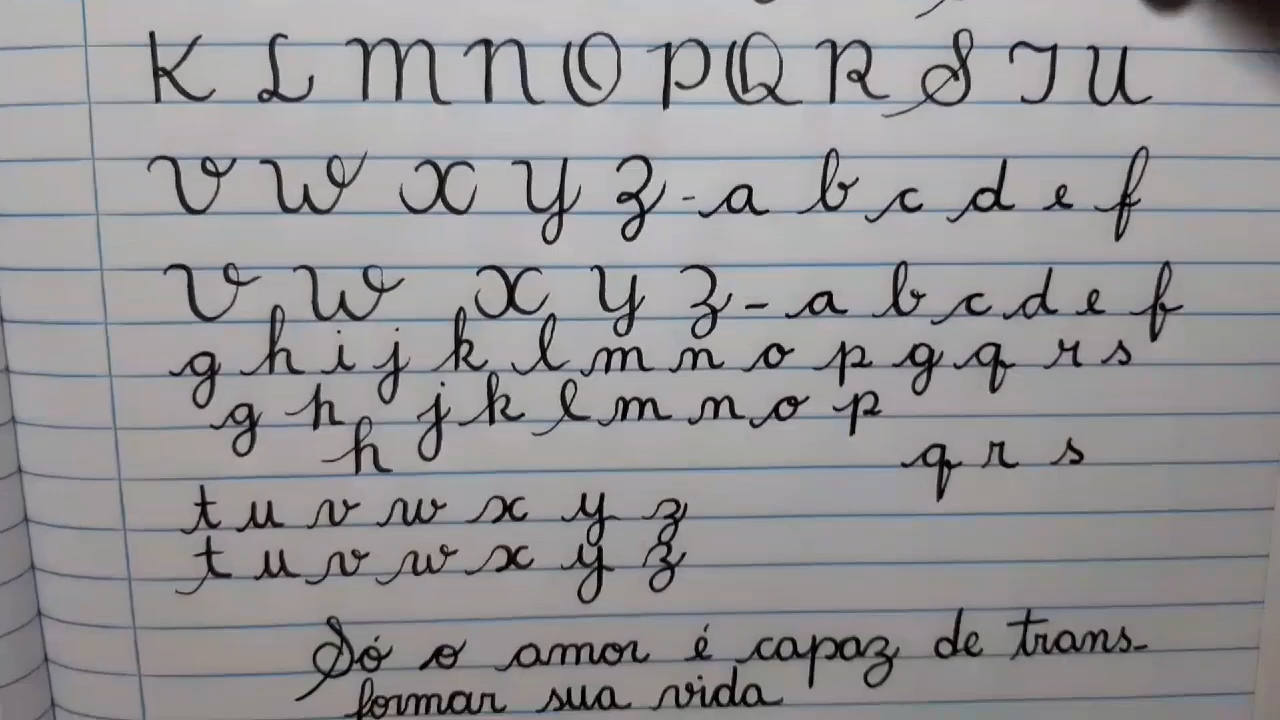 K L M N O P Q R S T U
V W X Y Z - a b c d e f
V W X Y Z - a b c d e f
g h i j k l m n o p g q r s
g h j k l m n o p
h q r s
t u v w x y z
t u v w x y z
Só o amor é capaz de trans-
formar sua vida